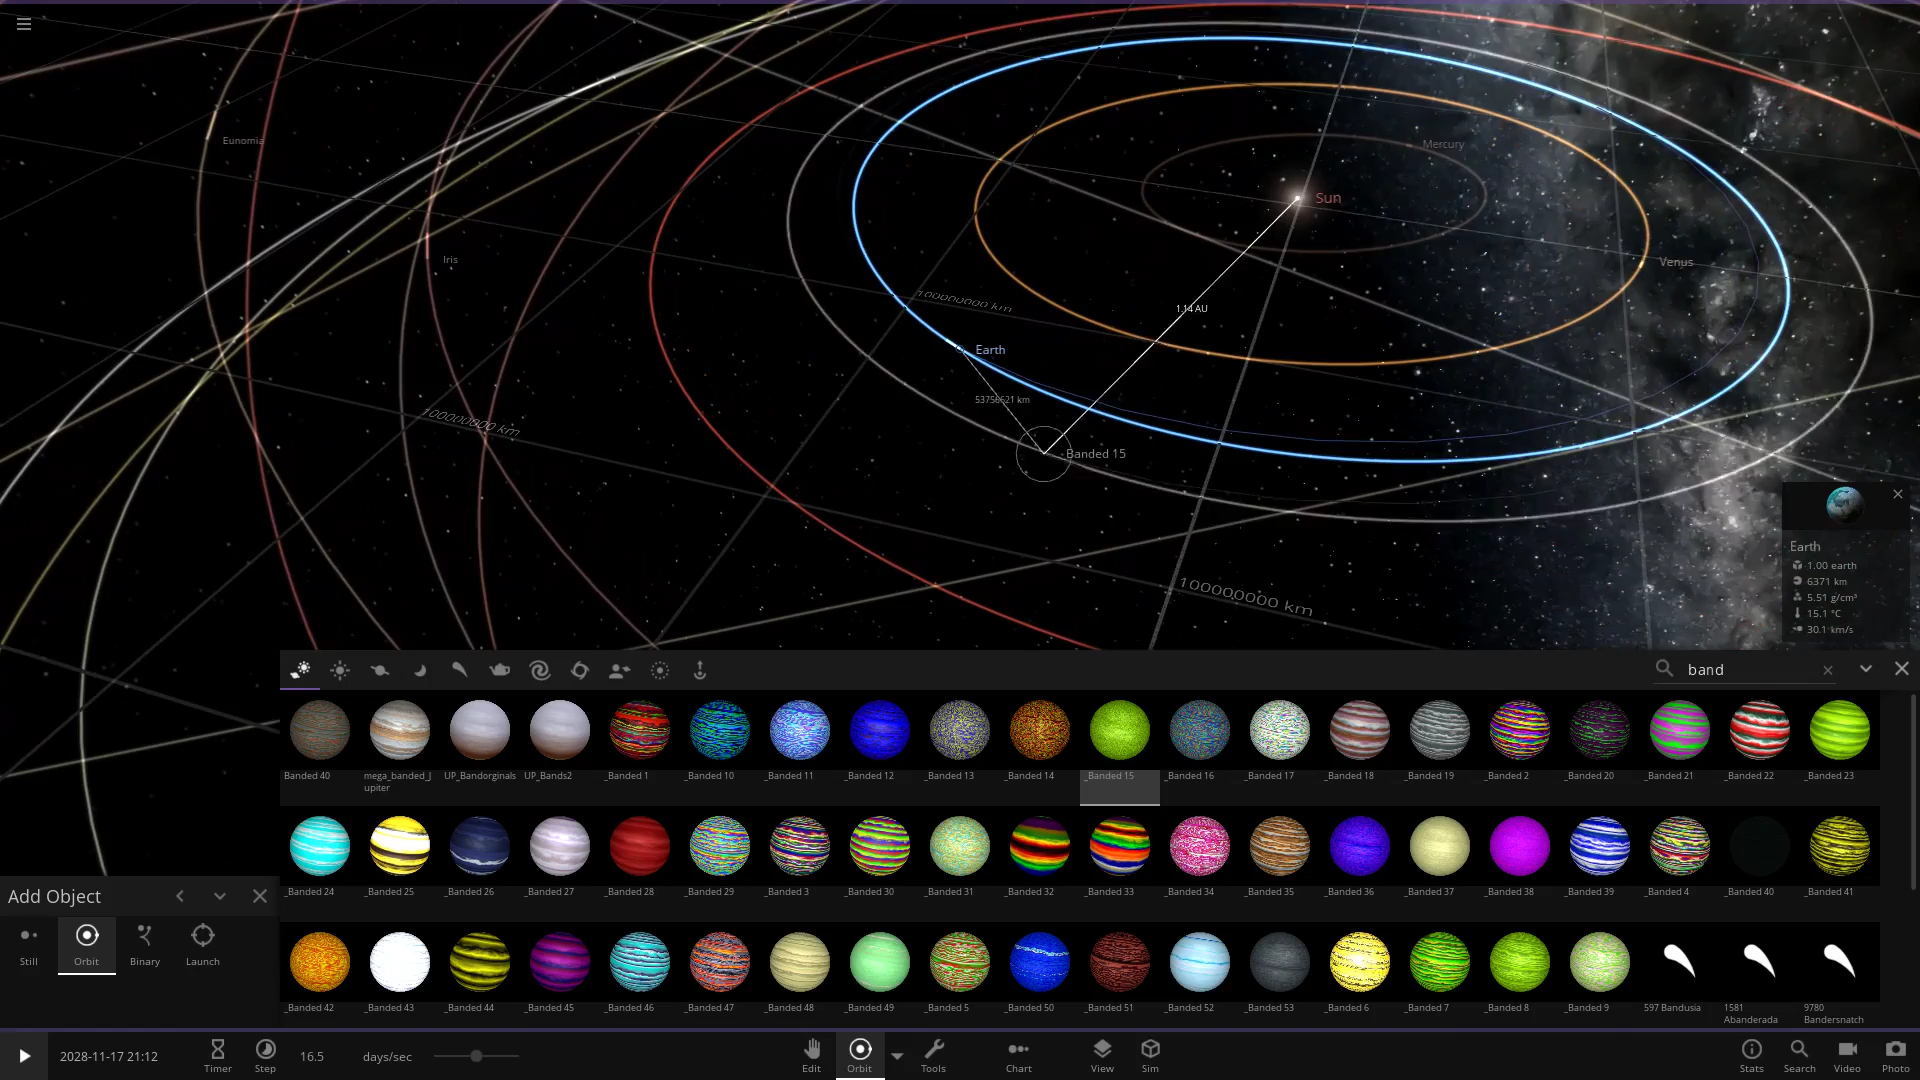 Eunomia
Mercury
Sun
Iris
Venus
100000000 km
1.14 AU
Earth
53756521 km
100000000 km
Banded 15
Earth
1.00 earth
6371 km
5.51 g/cm³
15.1 °C
30.1 km/s
100000000 km
band
Banded 40
mega_banded_J
upiter
UP_Bandorignals
UP_Bands2
_Banded 1
_Banded 10
_Banded 11
_Banded 12
_Banded 13
_Banded 14
_Banded 15
_Banded 16
_Banded 17
_Banded 18
_Banded 19
_Banded 2
_Banded 20
_Banded 21
_Banded 22
_Banded 23
_Banded 24
_Banded 25
_Banded 26
_Banded 27
_Banded 28
_Banded 29
_Banded 3
_Banded 30
_Banded 31
_Banded 32
_Banded 33
_Banded 34
_Banded 35
_Banded 36
_Banded 37
_Banded 38
_Banded 39
_Banded 4
_Banded 40
_Banded 41
Add Object
Still
Orbit
Binary
Launch
_Banded 42
_Banded 43
_Banded 44
_Banded 45
_Banded 46
_Banded 47
_Banded 48
_Banded 49
_Banded 5
_Banded 50
_Banded 51
_Banded 52
_Banded 53
_Banded 6
_Banded 7
_Banded 8
_Banded 9
597 Bandusia
1581
Abanderada
9780
Bandersnatch
2028-11-17 21:12
Timer
Step
16.5
days/sec
Edit
Orbit
Tools
Chart
View
Sim
Stats
Search
Video
Photo